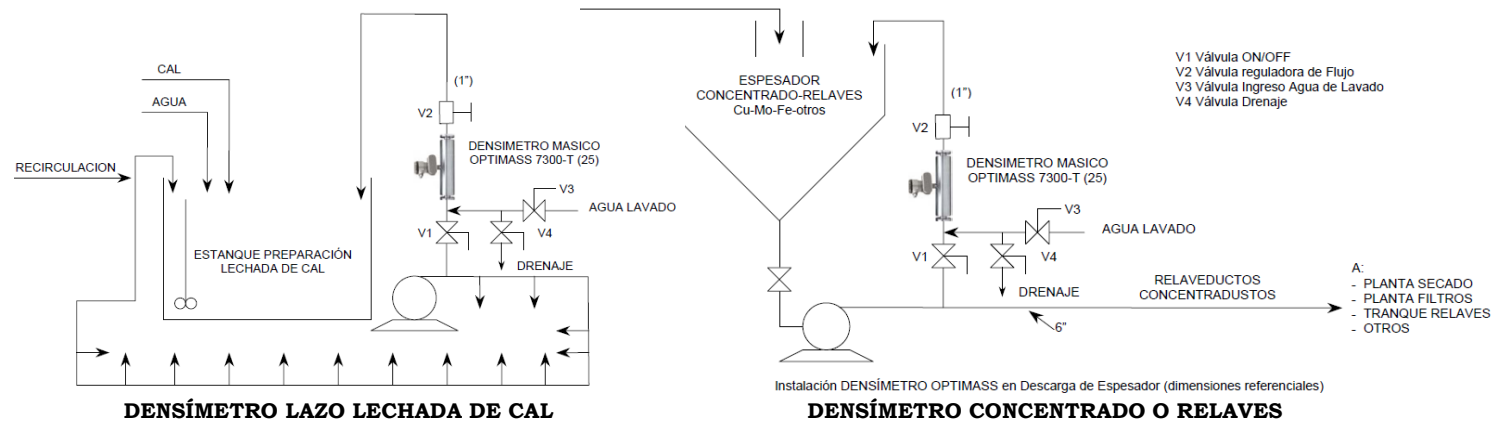 CAL
AGUA
RECIRCULACION
(1")
V2
DENSIMETRO MASICO
OPTIMASS 7300-T (25)
V3
AGUA LAVADO
V1
V4
DRENAJE
ESTANQUE PREPARACIÓN
LECHADA DE CAL
DENSÍMETRO LAZO LECHADA DE CAL
ESPESADOR
CONCENTRADO-RELAVES
Cu-Mo-Fe-otros
(1")
V2
DENSIMETRO MASICO
OPTIMASS 7300-T (25)
V3
AGUA LAVADO
V1
V4
DRENAJE
RELAVEDUCTOS
CONCENTRADUSTOS
6"
V1 Válvula ON/OFF
V2 Válvula reguladora de Flujo
V3 Válvula Ingreso Agua de Lavado
V4 Válvula Drenaje
A:
- PLANTA SECADO
- PLANTA FILTROS
- TRANQUE RELAVES
- OTROS
Instalación DENSÍMETRO OPTIMASS en Descarga de Espesador (dimensiones referenciales)
DENSÍMETRO CONCENTRADO O RELAVES